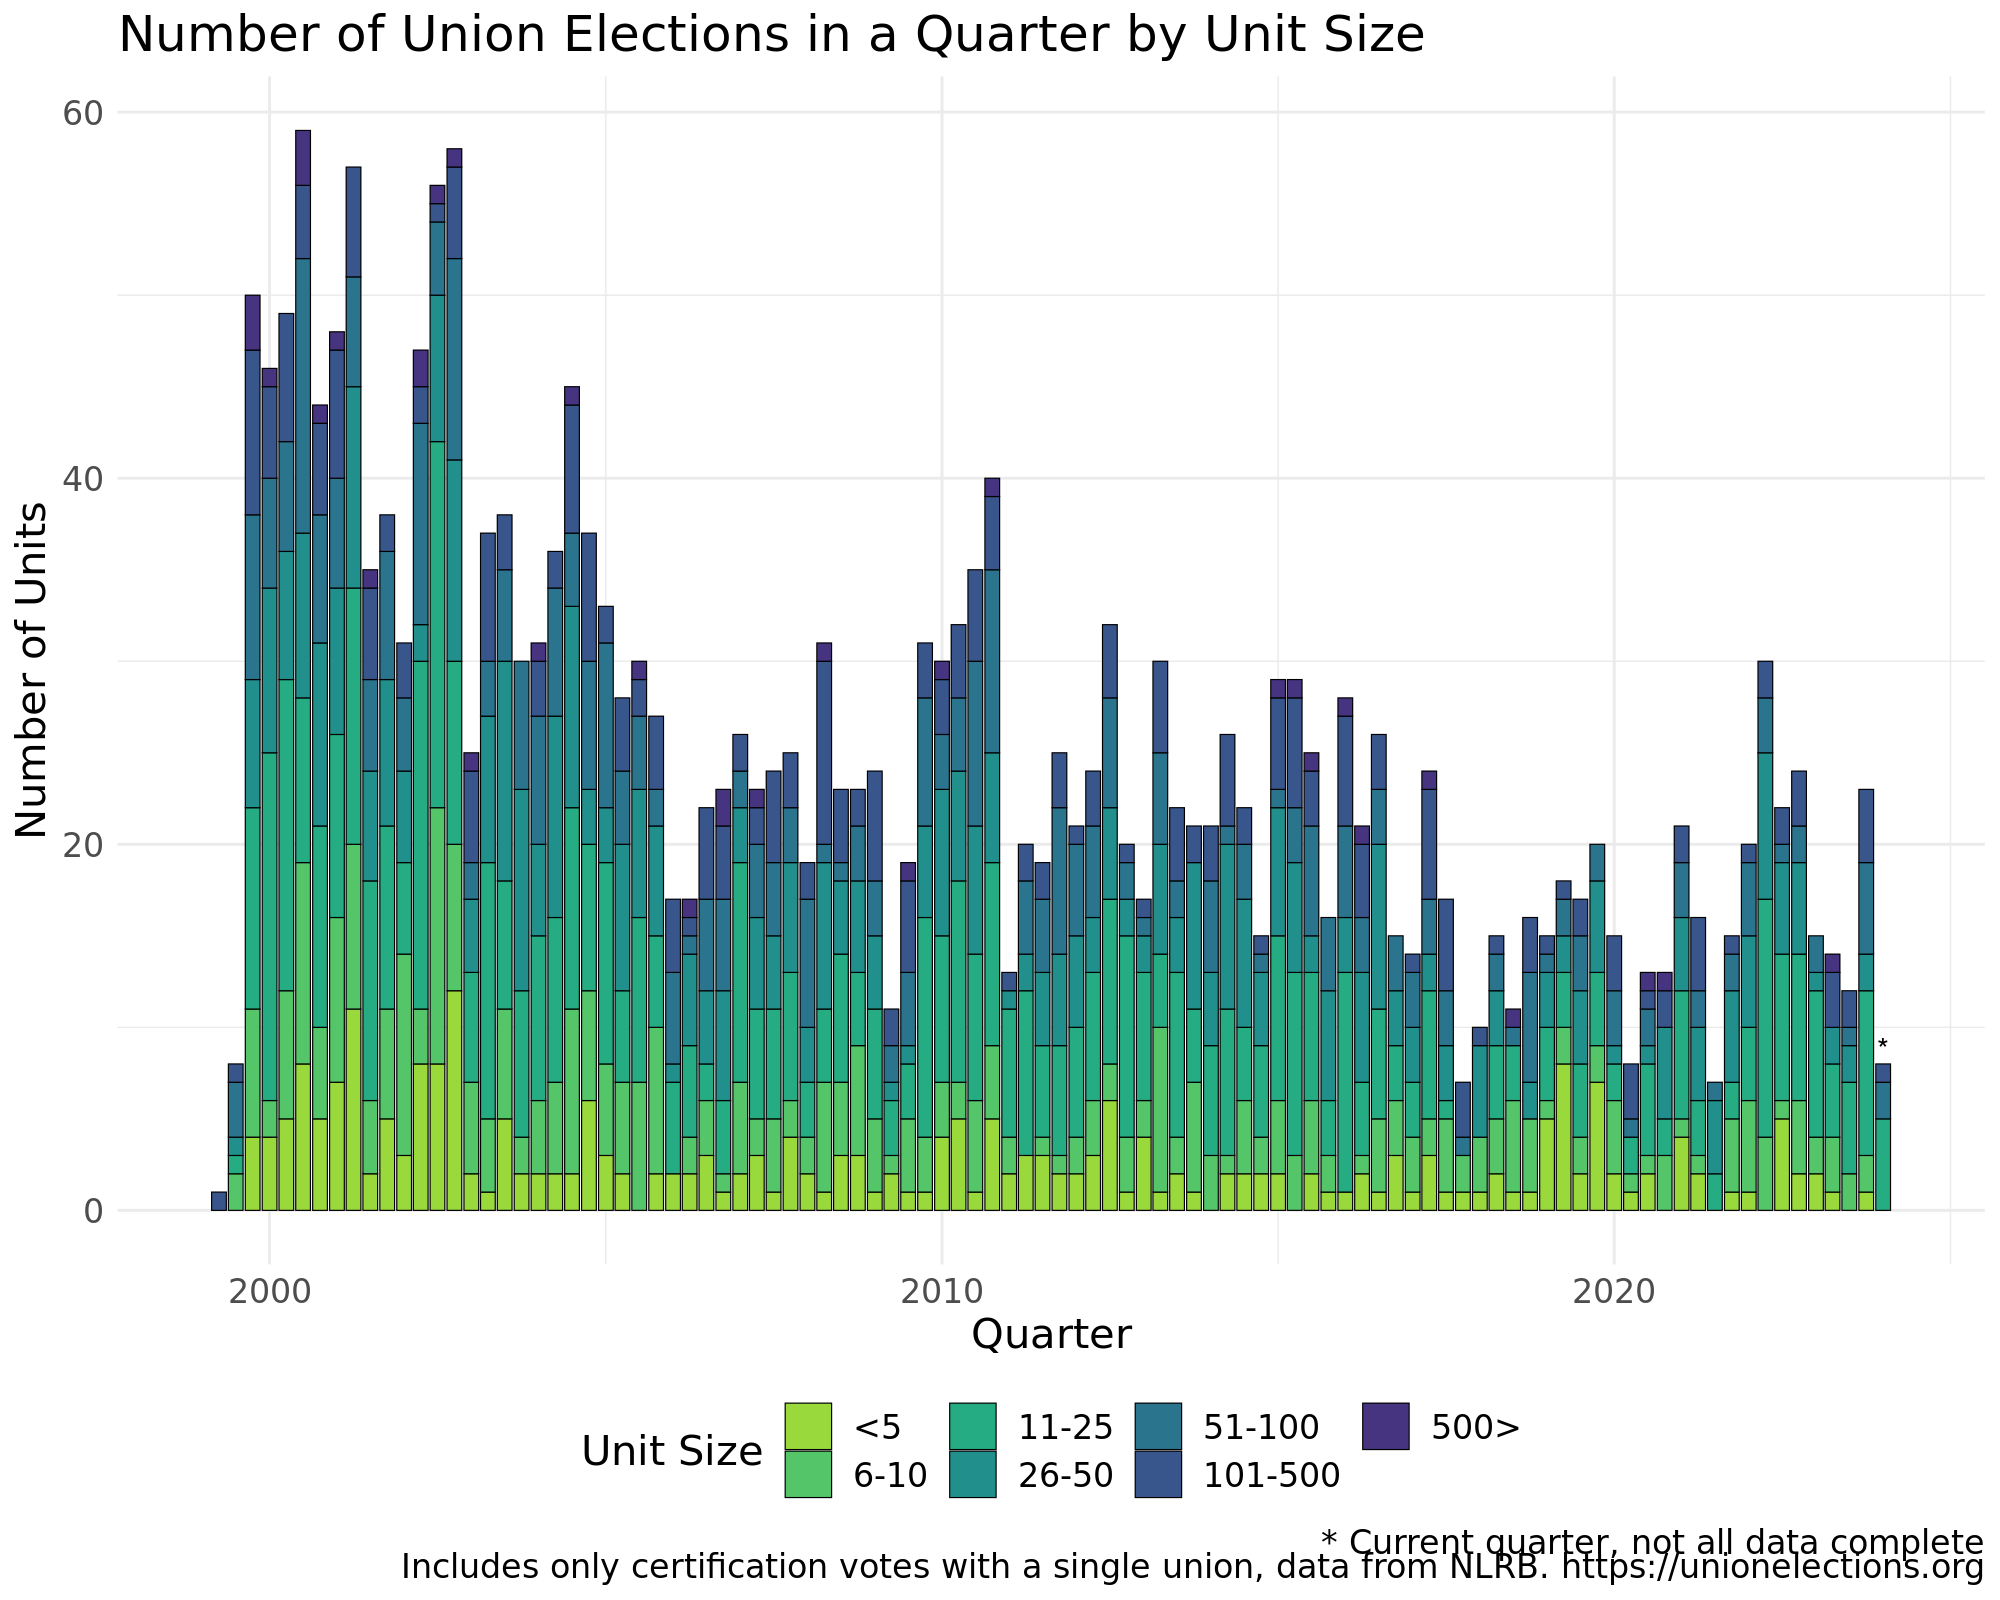 Number of Union Elections in a Quarter by Unit Size
60
40
20
0
Number of Units
*
2000 2010 2020
Quarter
Unit Size
<5 11-25 51-100 500>
6-10 26-50 101-500
* Current quarter, not all data complete
Includes only certification votes with a single union, data from NLRB. https://unionelections.org